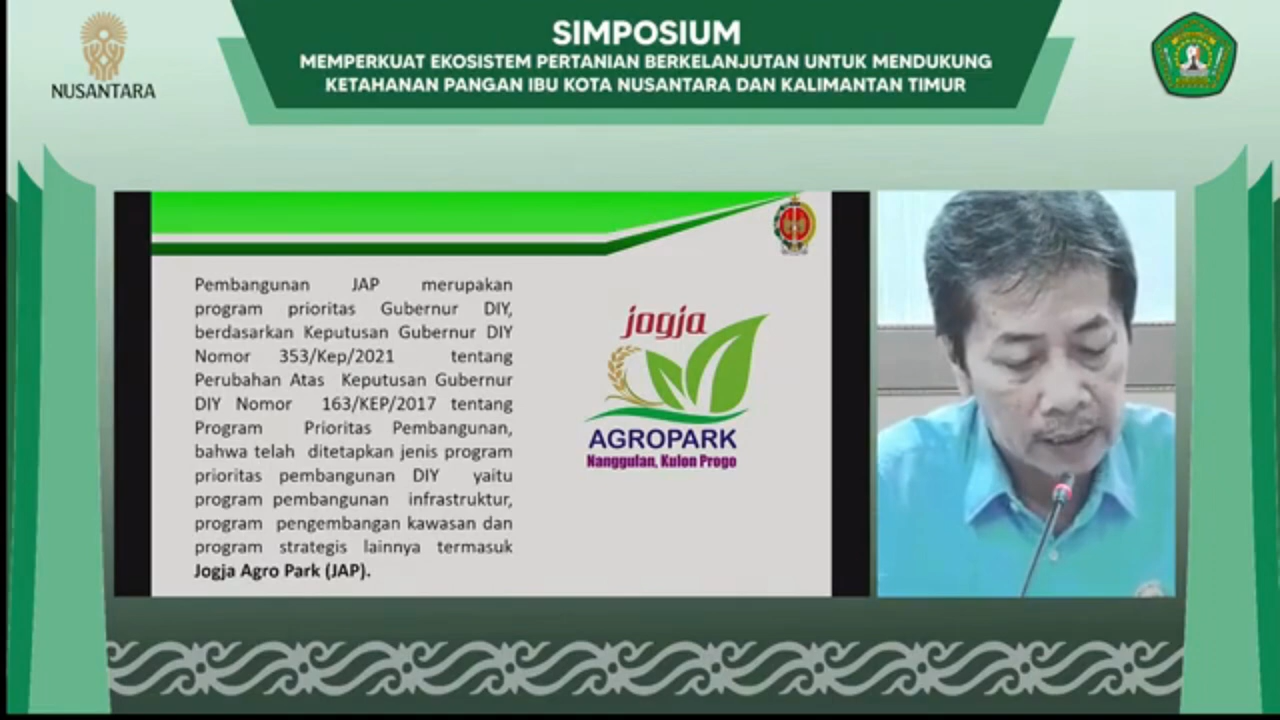 SIMPOSIUM
MEMPERKUAT EKOSISTEM PERTANIAN BERKELANJUTAN UNTUK MENDUKUNG
KETAHANAN PANGAN IBU KOTA NUSANTARA DAN KALIMANTAN TIMUR
NUSANTARA
Pembangunan JAP merupakan
program prioritas Gubernur DIY,
berdasarkan Keputusan Gubernur DIY
Nomor 353/Kep/2021 tentang
Perubahan Atas Keputusan Gubernur
DIY Nomor 163/KEP/2017 tentang
Program Prioritas Pembangunan,
bahwa telah ditetapkan jenis program
prioritas pembangunan DIY yaitu
program pembangunan infrastruktur,
program pengembangan kawasan dan
program strategis lainnya termasuk
Jogja Agro Park (JAP).
jogja
AGROPARK
Nanggulan, Kulon Progo